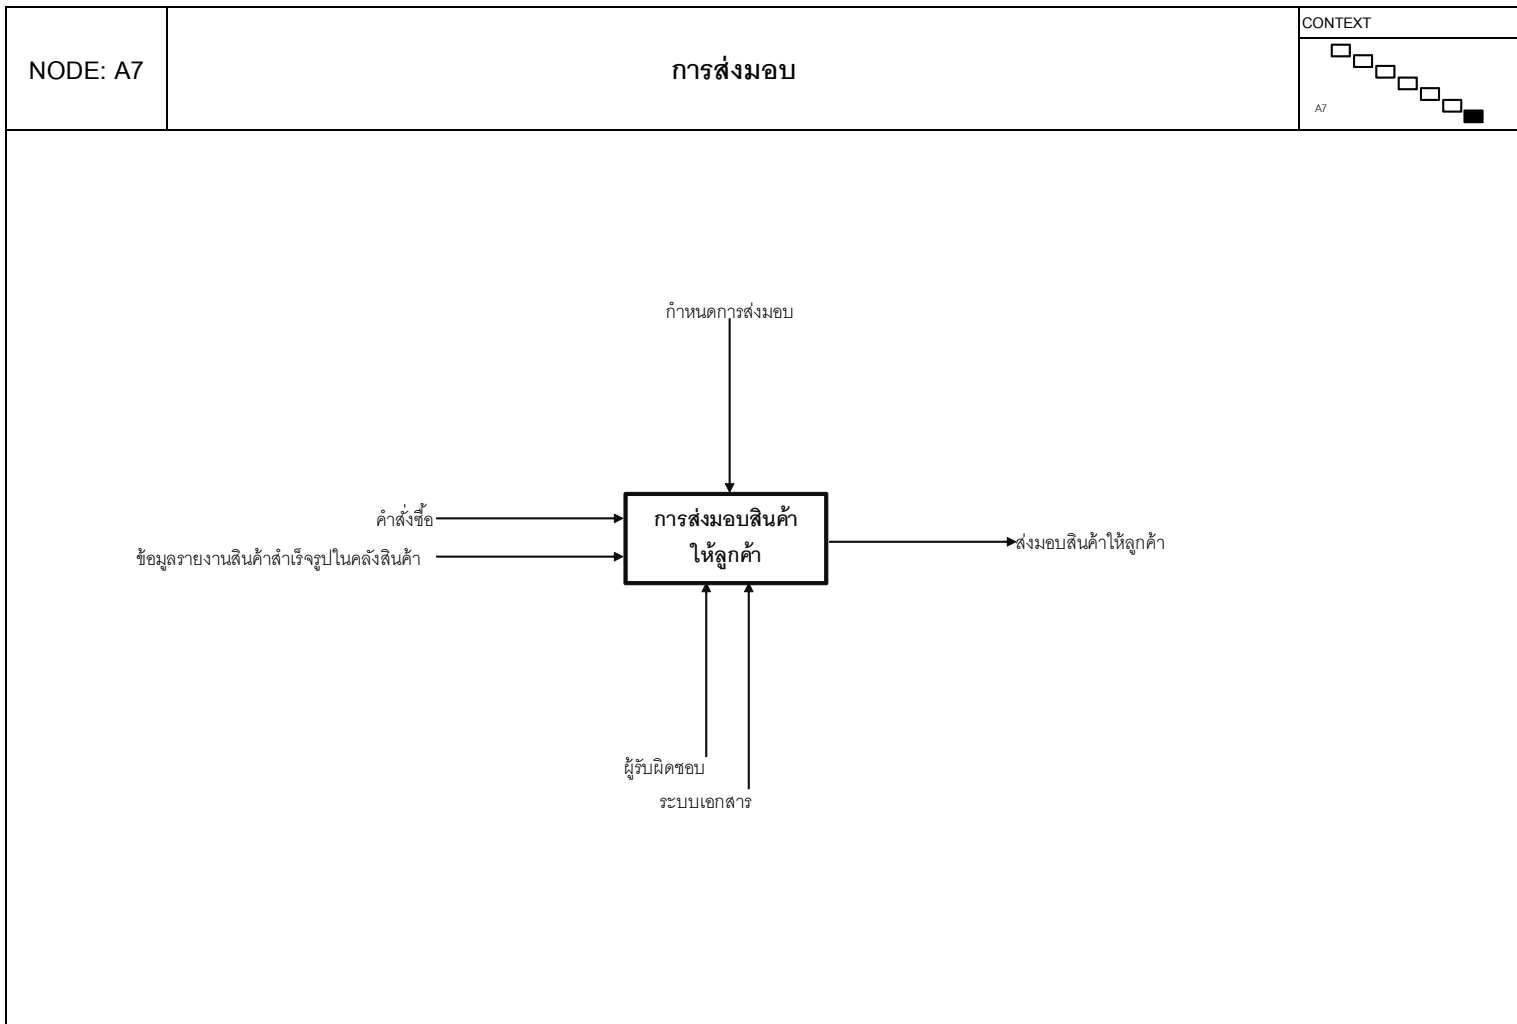 NODE: A7
การส่งมอบ
CONTEXT
A7
กำหนดการส่งมอบ
คำสั่งซื้อ
ข้อมูลรายงานสินค้าสำเร็จรูปในคลังสินค้า
การส่งมอบสินค้า
ให้ลูกค้า
ส่งมอบสินค้าให้ลูกค้า
ผู้รับผิดชอบ
ระบบเอกสาร